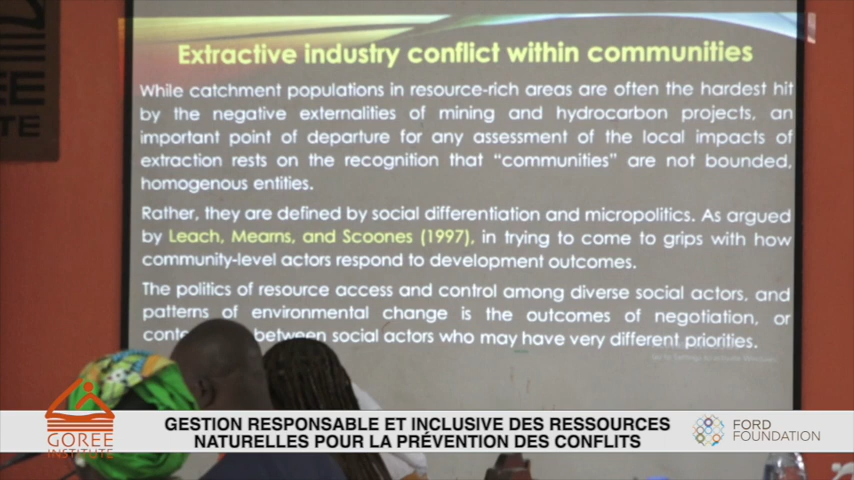 Extractive industry conflict within communities
While catchment populations in resource-rich areas are often the hardest hit
by the negative externalities of mining and hydrocarbon projects, an
important point of departure for any assessment of the local impacts of
extraction rests on the recognition that “communities” are not bounded,
homogenous entities.
Rather, they are defined by social differentiation and micropolitics. As argued
by Leach, Mearns, and Scoones (1997), in trying to come to grips with how
community-level actors respond to development outcomes.
The politics of resource access and control among diverse social actors, and
patterns of environmental change is the outcomes of negotiation, or
between social actors who may have very different priorities.
GOREE
INSTITUTE
GESTION RESPONSABLE ET INCLUSIVE DES RESSOURCES
NATURELLES POUR LA PRÉVENTION DES CONFLITS
FORD
FOUNDATION